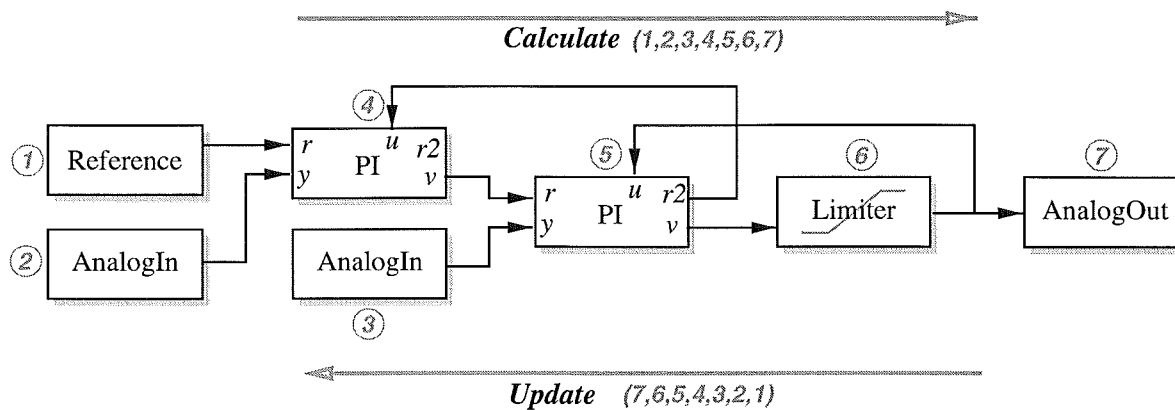 Calculate (1,2,3,4,5,6,7)
1
Reference
2
AnalogIn
4
r
y
u
PI
r2
v
AnalogIn
3
5
r
y
u
PI
r2
v
6
Limiter
7
AnalogOut
Update (7,6,5,4,3,2,1)